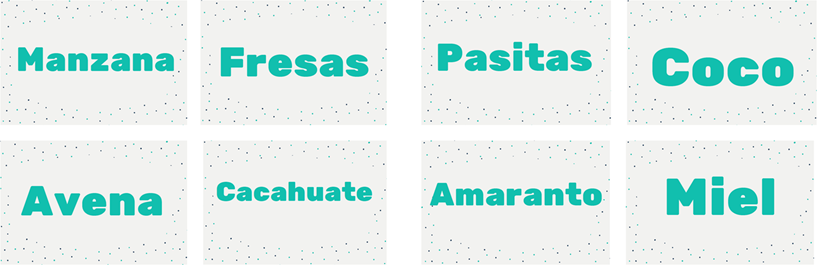 Manzana
Fresas
Pasitas
Coco
Avena
Cacahuate
Amaranto
Miel